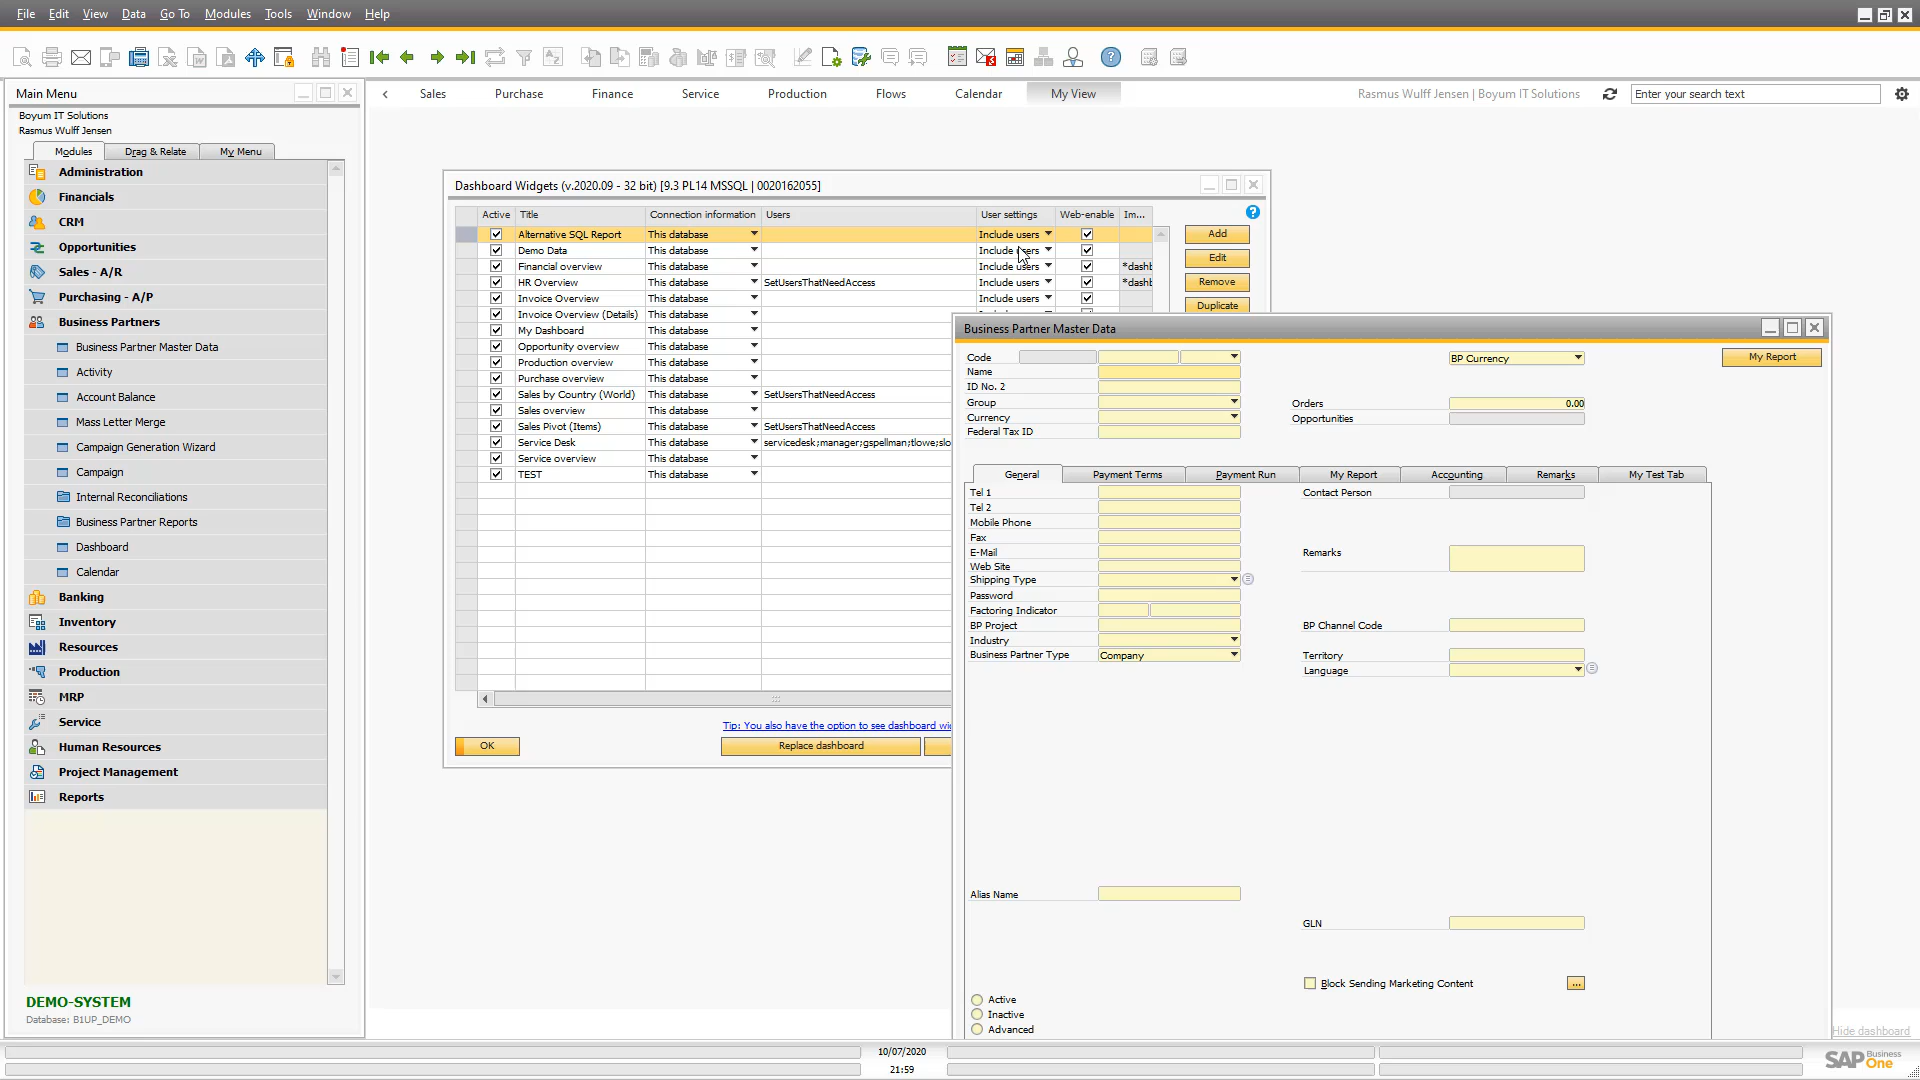 File Edit View Data Go To Modules Tools Window Help
Main Menu
Boyum IT Solutions
Rasmus Wulff Jensen
Modules Drag & Relate My Menu
Administration
Financials
CRM
Opportunities
Sales - A/R
Purchasing - A/P
Business Partners
Business Partner Master Data
Activity
Account Balance
Mass Letter Merge
Campaign Generation Wizard
Campaign
Internal Reconciliations
Business Partner Reports
Dashboard
Calendar
Banking
Inventory
Resources
Production
MRP
Service
Human Resources
Project Management
Reports
DEMO-SYSTEM
Database: B1UP_DEMO
Sales Purchase Finance Service Production Flows Calendar My View
Rasmus Wulff Jensen | Boyum IT Solutions
Enter your search text
Dashboard Widgets (v.2020.09 - 32 bit) [9.3 PL14 MSSQL | 0020162055]
Active Title Connection information Users User settings Web-enable Im...
Alternative SQL Report This database Include users
Demo Data This database Include users
Financial overview This database Include users *dashb
HR Overview This database SetUsersThatNeedAccess Include users *dashb
Invoice Overview This database Include users
Invoice Overview (Details) This database
My Dashboard This database
Opportunity overview This database
Production overview This database
Purchase overview This database
Sales by Country (World) This database SetUsersThatNeedAccess
Sales overview This database
Sales Pivot (Items) This database SetUsersThatNeedAccess
Service Desk This database servicedesk;manager;gspellman;tlowe;slo
Service overview This database
TEST This database
Add
Edit
Remove
Duplicate
Tip: You also have the option to see dashboard wi
OK
Replace dashboard
Business Partner Master Data
Code
Name
ID No. 2
Group
Currency
Federal Tax ID
BP Currency
My Report
Orders 0.00
Opportunities
General Payment Terms Payment Run My Report Accounting Remarks My Test Tab
Tel 1
Tel 2
Mobile Phone
Fax
E-Mail
Web Site
Shipping Type
Password
Factoring Indicator
BP Project
Industry
Business Partner Type Company
Contact Person
Remarks
BP Channel Code
Territory
Language
Alias Name
GLN
Block Sending Marketing Content
...
Active
Inactive
Advanced
Hide dashboard
10/07/2020
21:59
SAP Business One